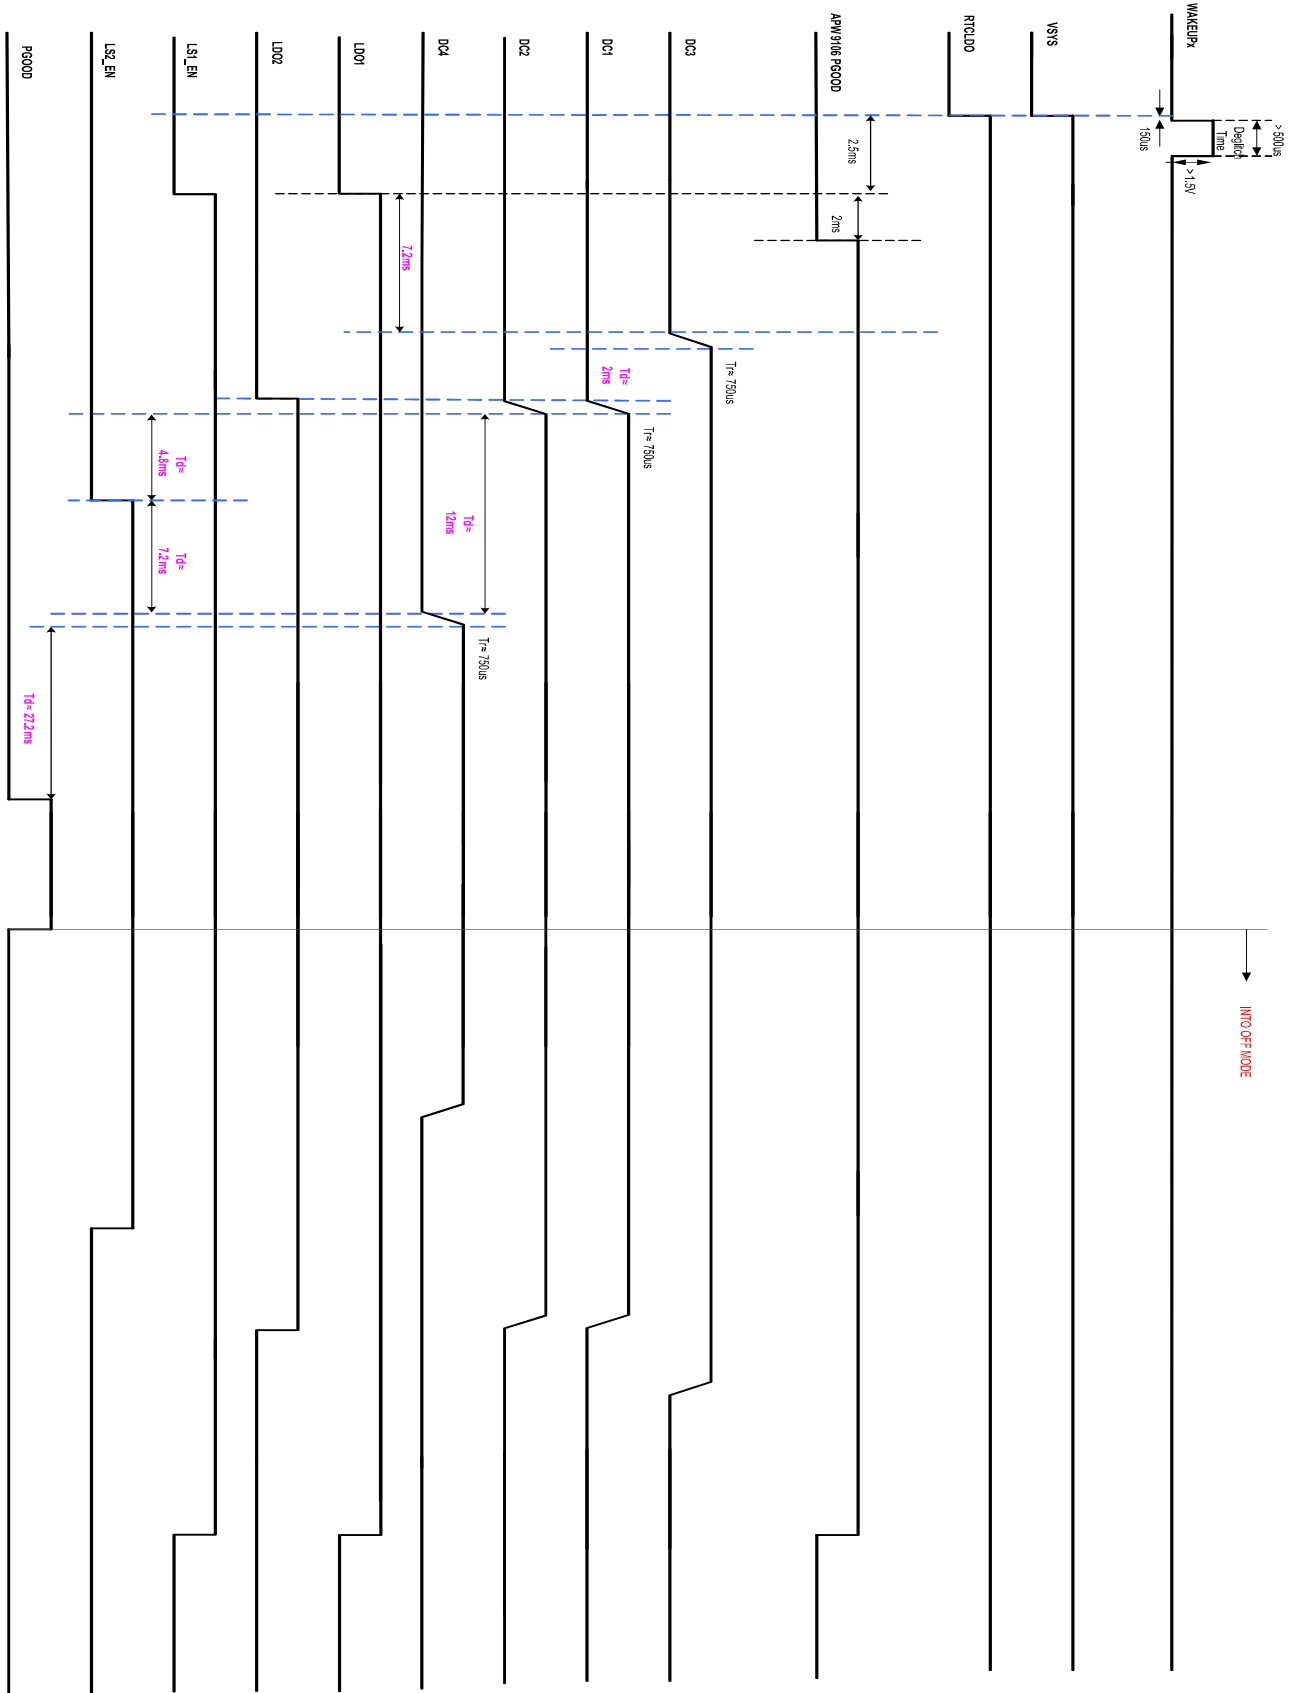 WAKEUPx
> 500us
Deglitch
Time
> 1.5V
150us
VSYS
RTCLDO
2.5ms
2ms
APW9106 PGOOD
DC3
Tr≈ 750us
DC1
Td≈
2ms
Tr≈ 750us
DC2
Td≈
12ms
DC4
Tr≈ 750us
7.2ms
LDO1
LDO2
LS1_EN
Td≈
4.8ms
Td≈
7.2ms
LS2_EN
Td≈ 27.2ms
PGOOD
INTO OFF MODE